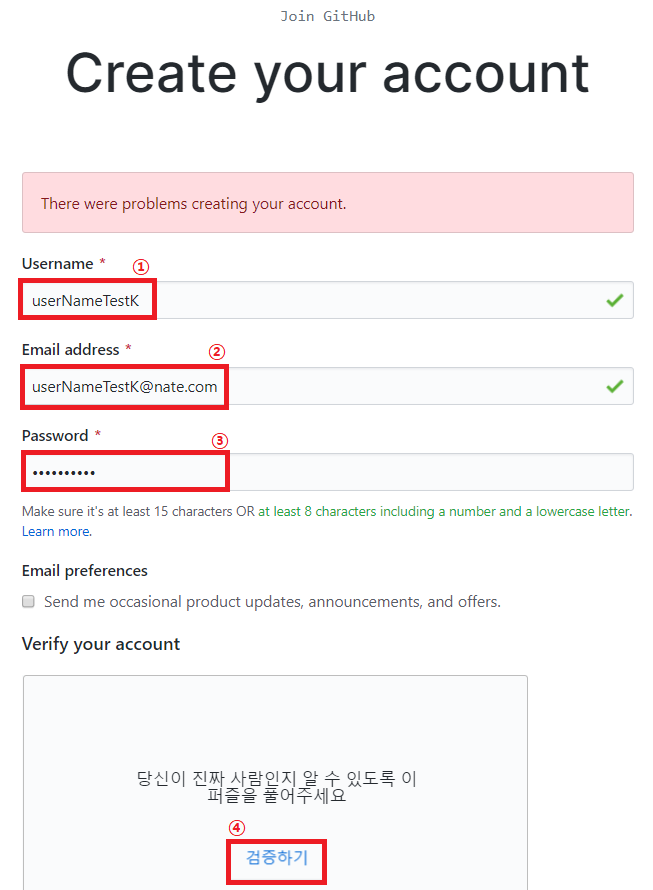 Join GitHub
Create your account
There were problems creating your account.
Username * ①
userNameTestK
Email address * ②
userNameTestK@nate.com
Password * ③
••••••••••
Make sure it's at least 15 characters OR at least 8 characters including a number and a lowercase letter.
Learn more.
Email preferences
Send me occasional product updates, announcements, and offers.
Verify your account
당신이 진짜 사람인지 알 수 있도록 이
퍼즐을 풀어주세요
④
검증하기